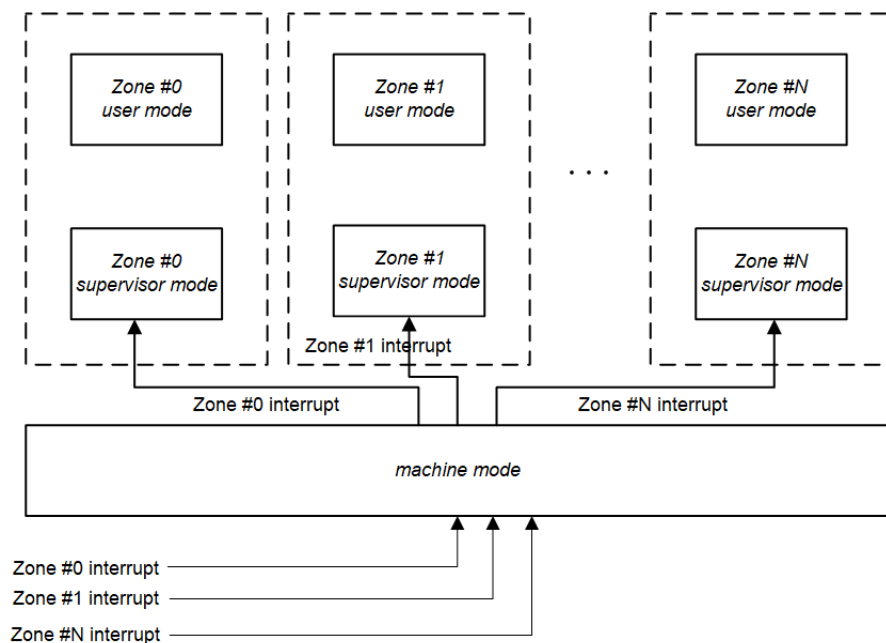 Zone #0
user mode
Zone #1
user mode
Zone #N
user mode
. . .
Zone #0
supervisor mode
Zone #1
supervisor mode
Zone #N
supervisor mode
Zone #1 interrupt
Zone #0 interrupt
Zone #N interrupt
machine mode
Zone #0 interrupt
Zone #1 interrupt
Zone #N interrupt